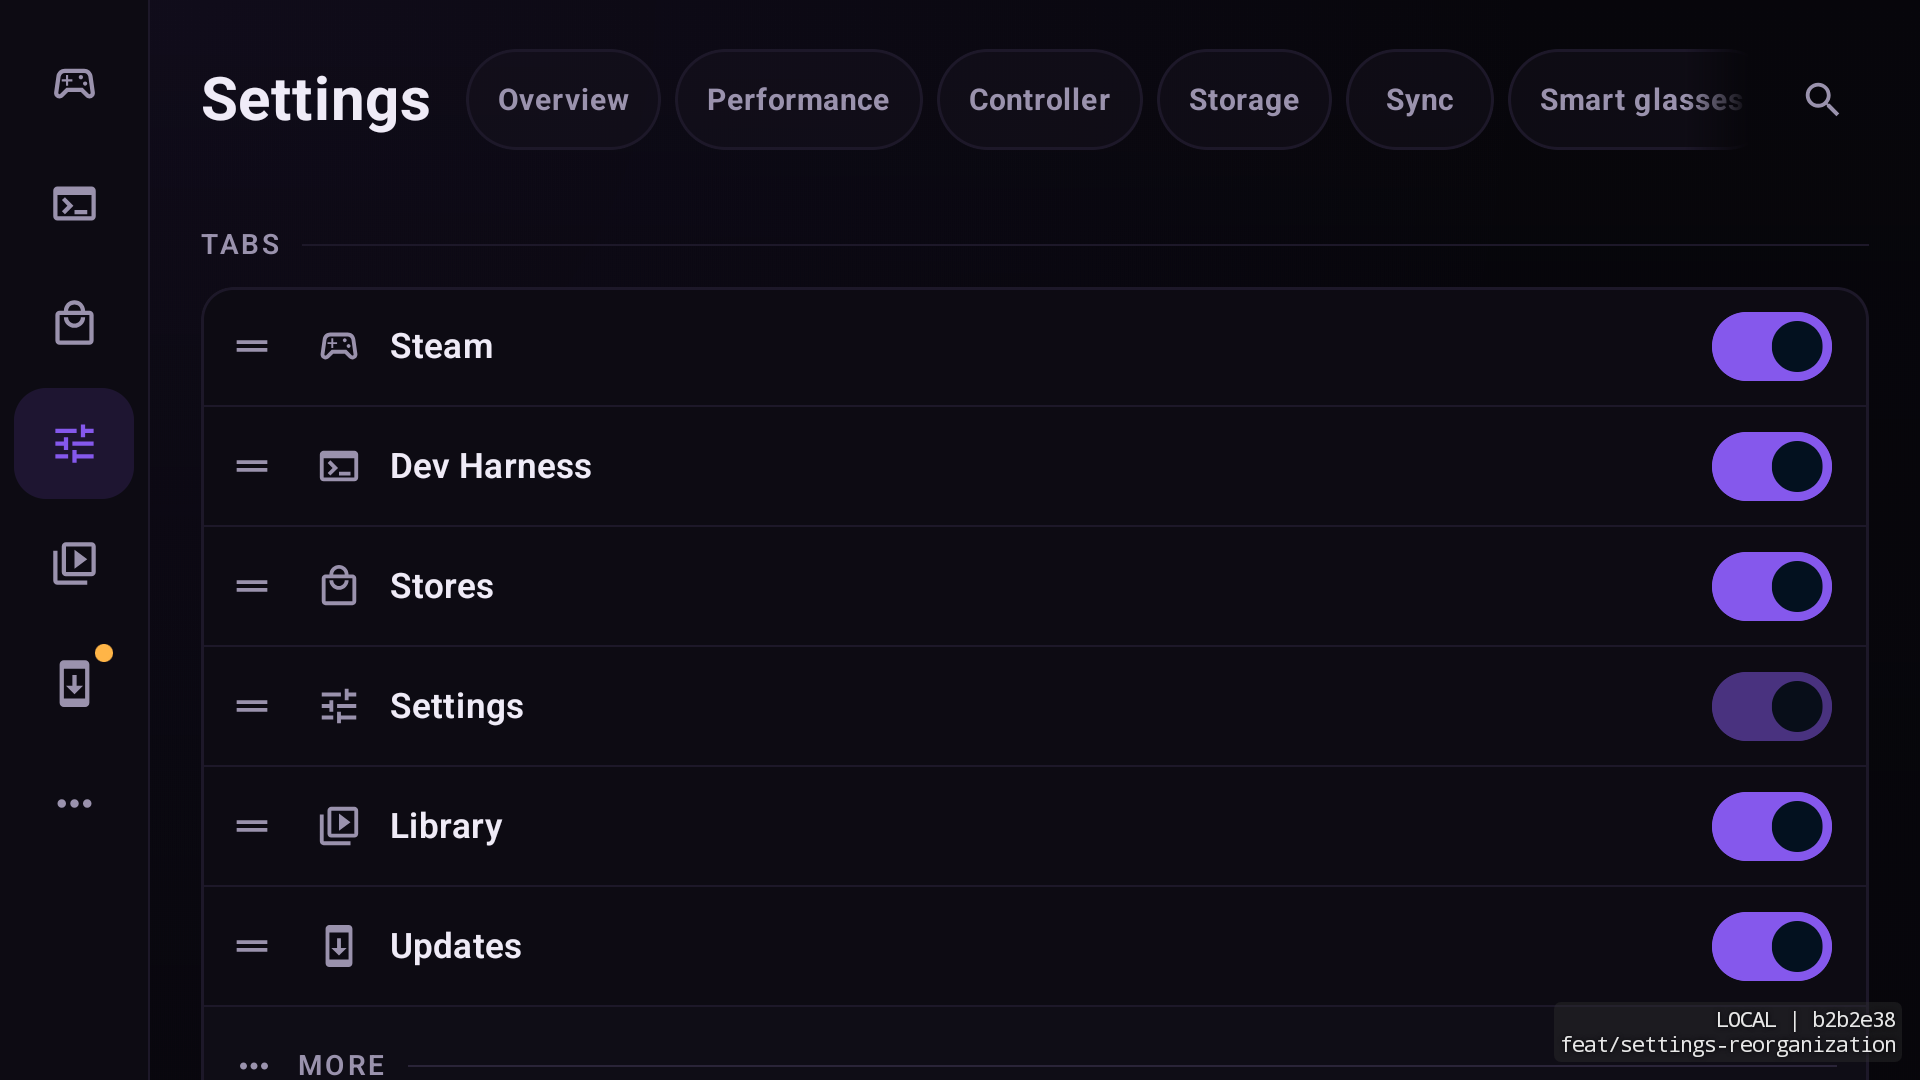 Settings
Overview
Performance
Controller
Storage
Sync
Smart glasses
TABS
Steam
Dev Harness
Stores
Settings
Library
Updates
MORE
LOCAL | b2b2e38
feat/settings-reorganization